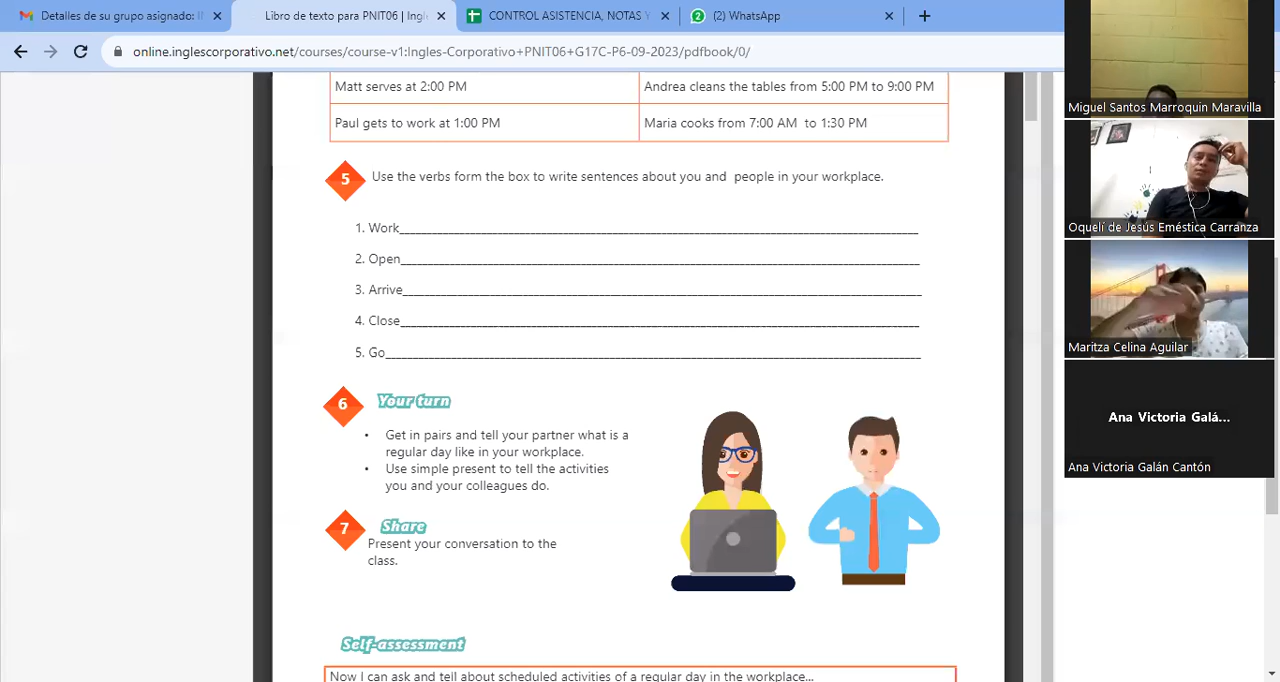 Detalles de su grupo asignado: I
Libro de texto para PNIT06 | Ingl
CONTROL ASISTENCIA, NOTAS Y
(2) WhatsApp
online.inglescorporativo.net/courses/course-v1:Ingles-Corporativo+PNIT06+G17C-P6-09-2023/pdfbook/0/
at 2:00 PM
Andrea cleans the tables from 5:00 PM to 9:00 PM
Paul comes to work at 1:00 PM
Maria cooks from 7:00 AM to 1:30 PM
5 Use the verbs form the box to write sentences about you and people in your workplace.
1. Work
2. Open
3. Arrive
4. Close
5. Go
6 Your turn
• Get in pairs and tell your partner what is a
regular day like in your workplace.
• Use simple present to tell the activities
you and your colleagues do.
7 Share
Present your conversation to the
class.
Self-assessment
Now I can ask and tell about scheduled activities of a regular day in the workplace...
Miguel Santos Marroquin Maravilla
Oquelí de Jesús Eméstica Carranza
Maritza Celina Aguilar
Ana Victoria Galá...
Ana Victoria Galán Cantón